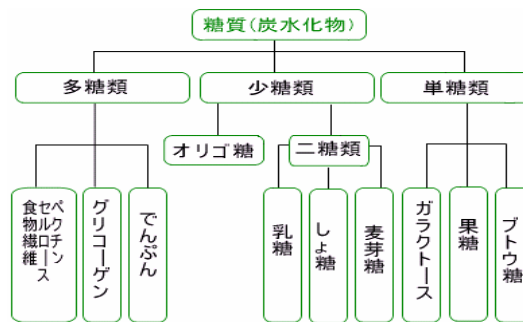 糖質(炭水化物)
多糖類
少糖類
単糖類
オリゴ糖
二糖類
ペクチン
セルロース
食物繊維
グリコーゲン
でんぷん
乳糖
しょ糖
麦芽糖
ガラクトース
果糖
ブトウ糖